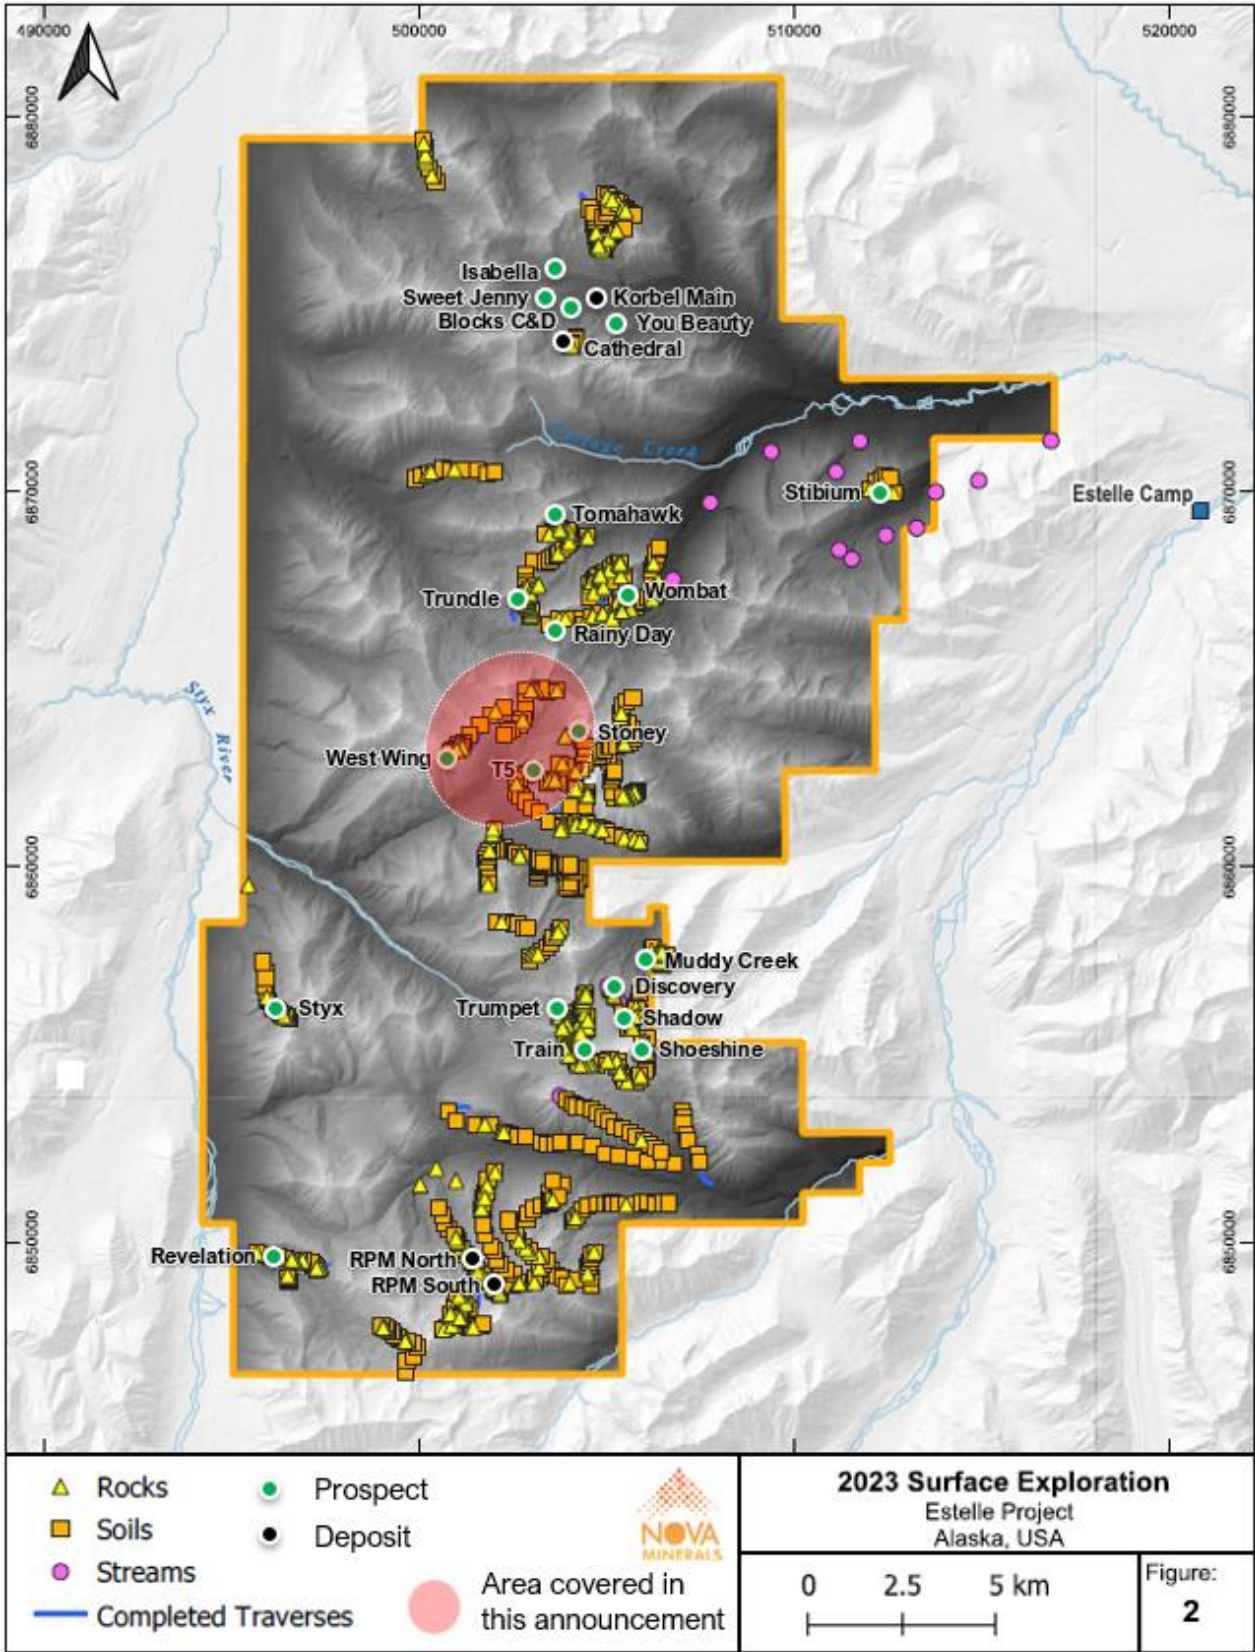 490000
500000
510000
520000
6880000
6880000
Isabella
Sweet Jenny
Korbel Main
Blocks C&D
You Beauty
Cathedral
Creek
6870000
6870000
Stibium
Estelle Camp
Tomahawk
Trundle
Wombat
Rainy Day
Styx River
Stoney
West Wing
T5
6860000
6860000
Muddy Creek
Discovery
Styx
Trumpet
Shadow
Train
Shoeshine
6850000
6850000
Revelation
RPM North
RPM South
Rocks
Soils
Streams
Completed Traverses
Prospect
Deposit
Area covered in
this announcement
NOVA
MINERALS
2023 Surface Exploration
Estelle Project
Alaska, USA
0 2.5 5 km
Figure:
2